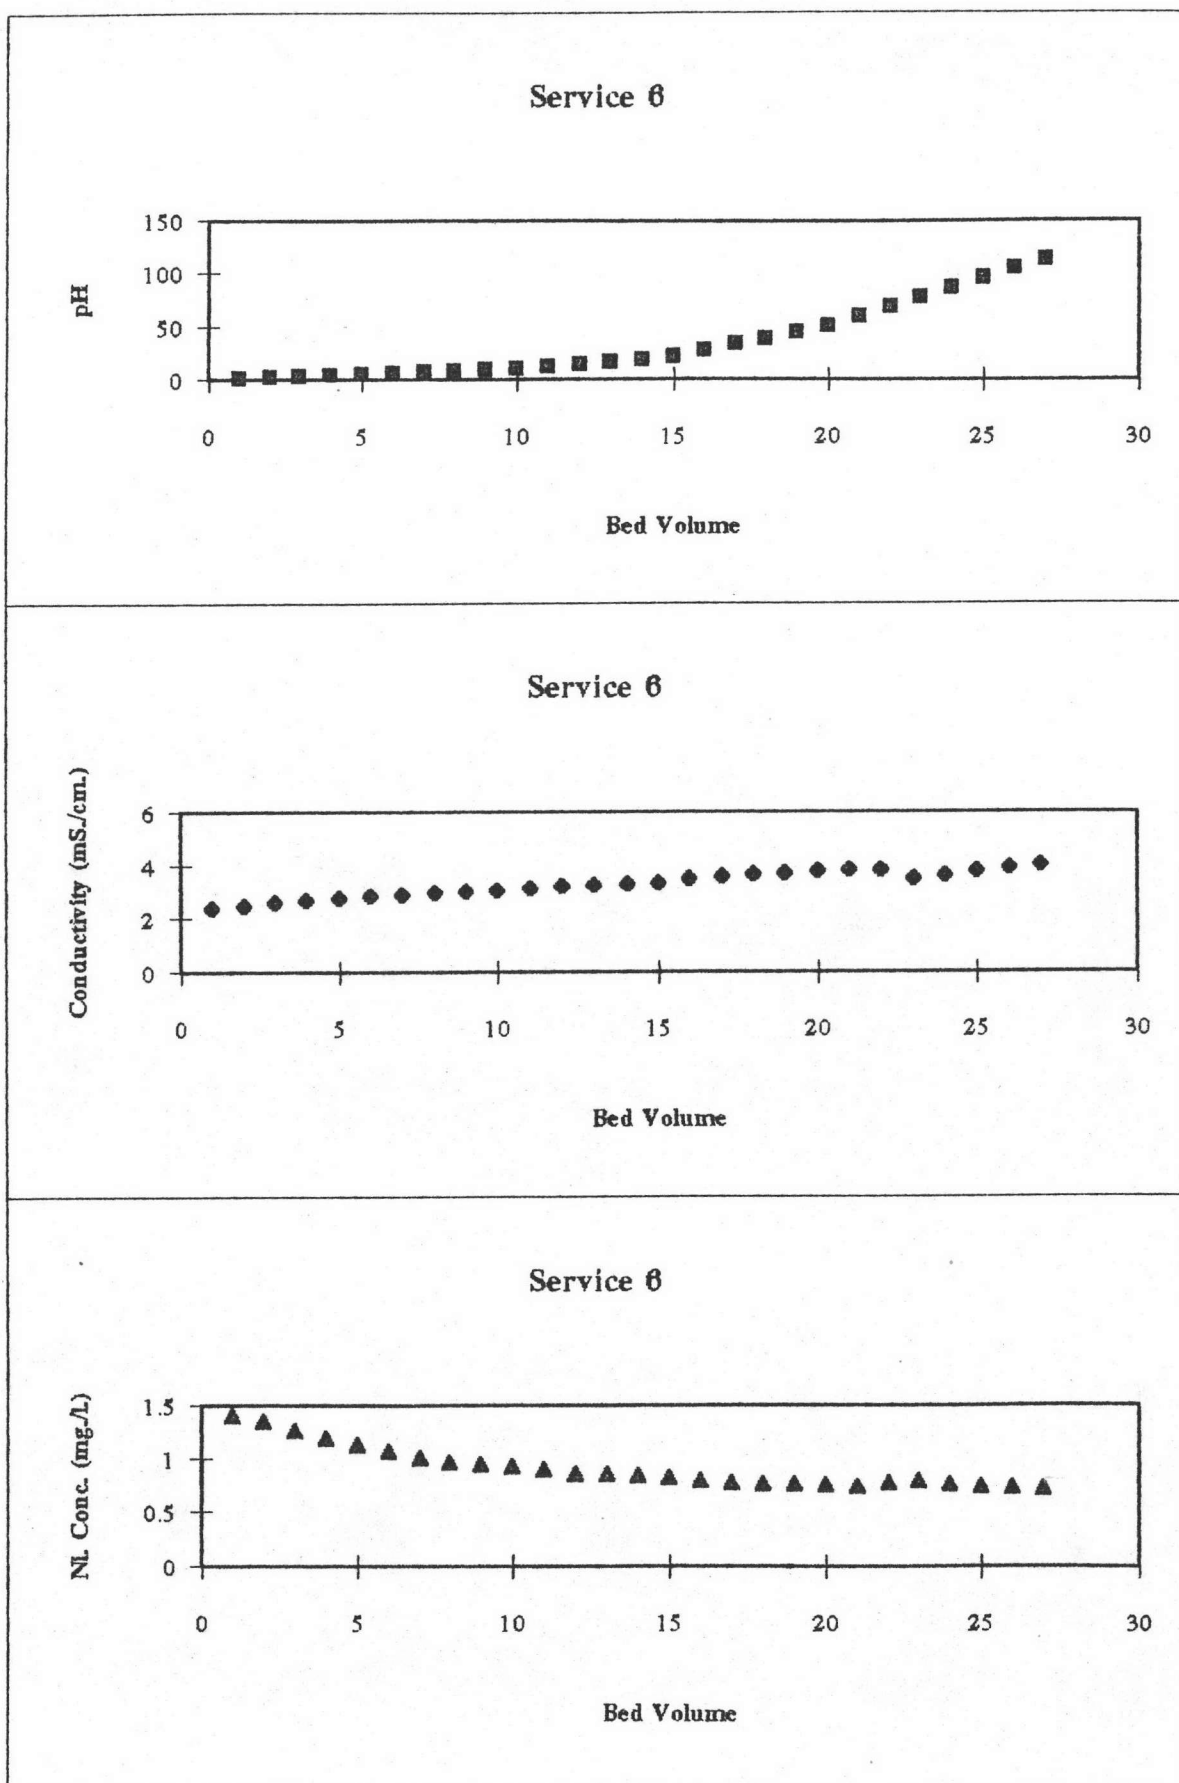 Service 6
150
100
50
0
pH
0 5 10 15 20 25 30
Bed Volume
Service 6
6
4
2
0
Conductivity (mS./cm.)
0 5 10 15 20 25 30
Bed Volume
Service 6
1.5
1
0.5
0
Ni. Conc. (mg./L)
0 5 10 15 20 25 30
Bed Volume